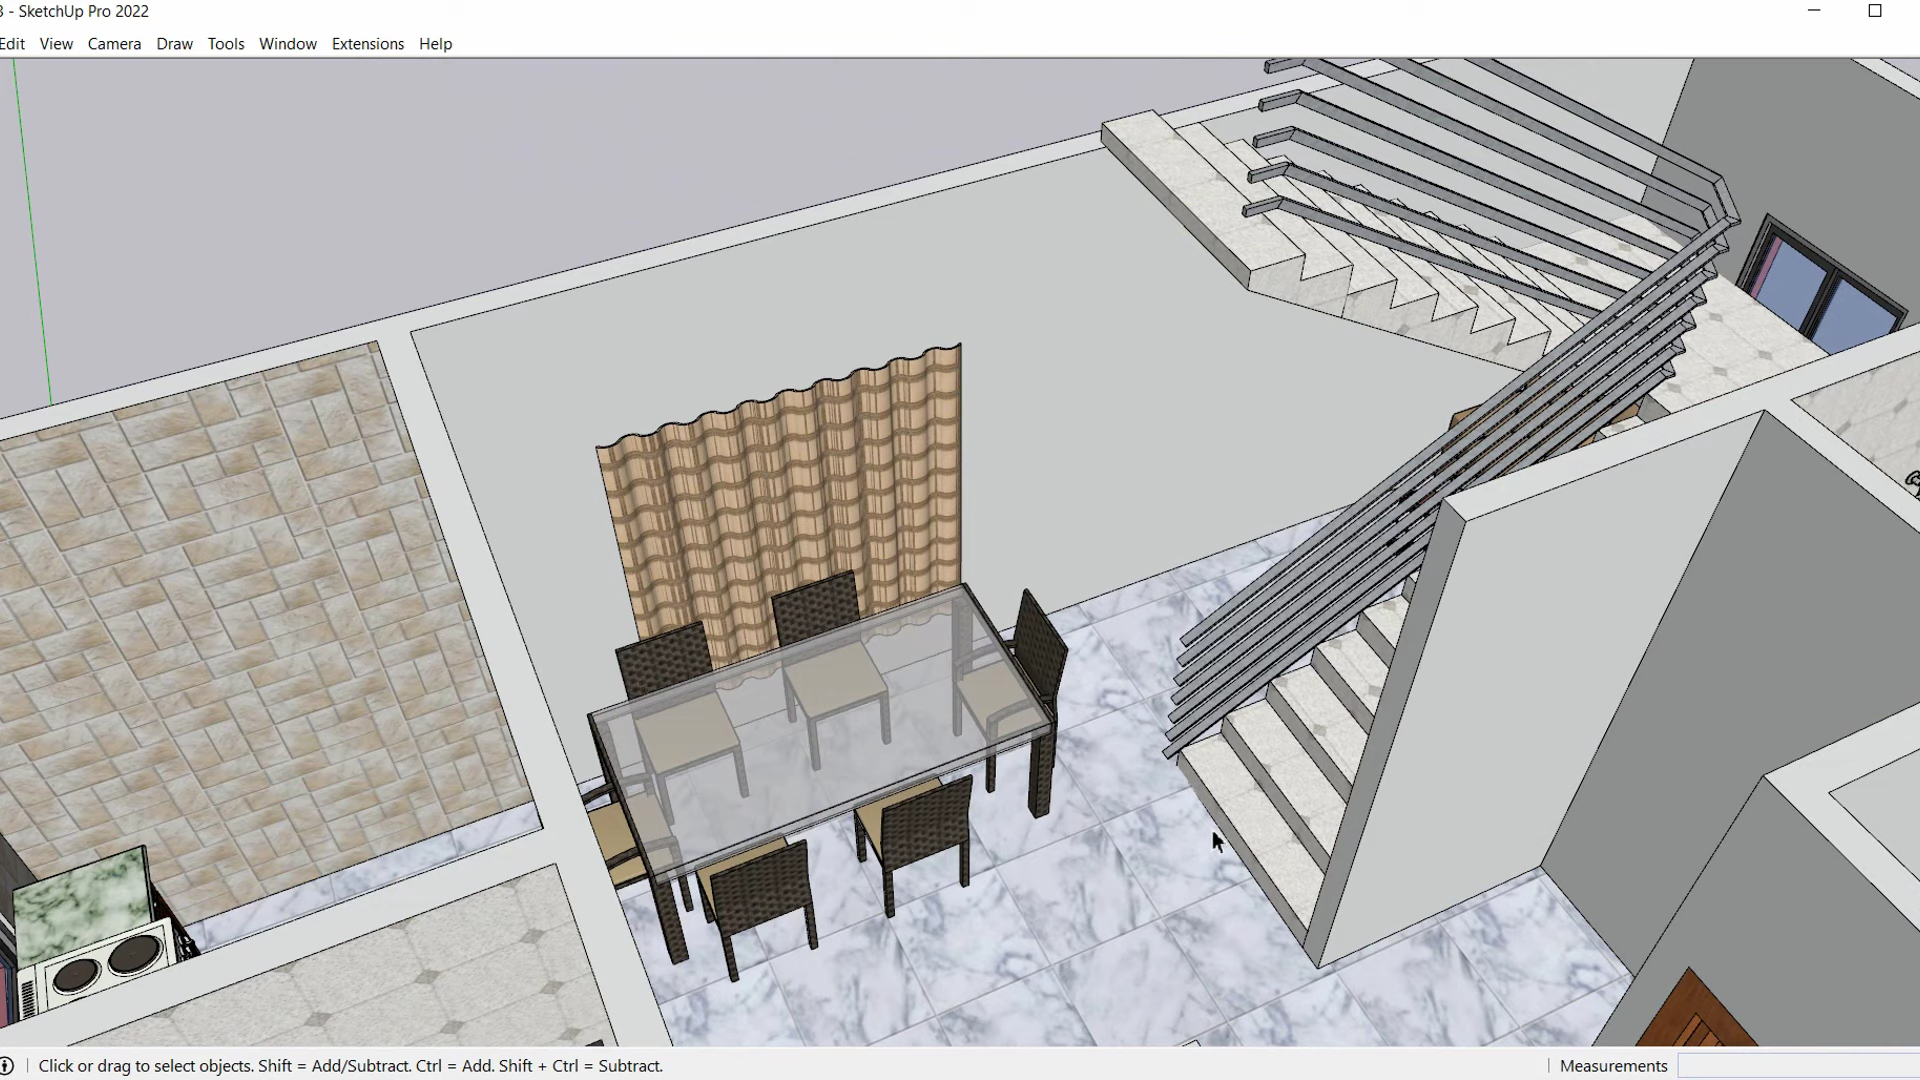 3 - SketchUp Pro 2022
Edit View Camera Draw Tools Window Extensions Help
Click or drag to select objects. Shift = Add/Subtract. Ctrl = Add. Shift + Ctrl = Subtract.
Measurements